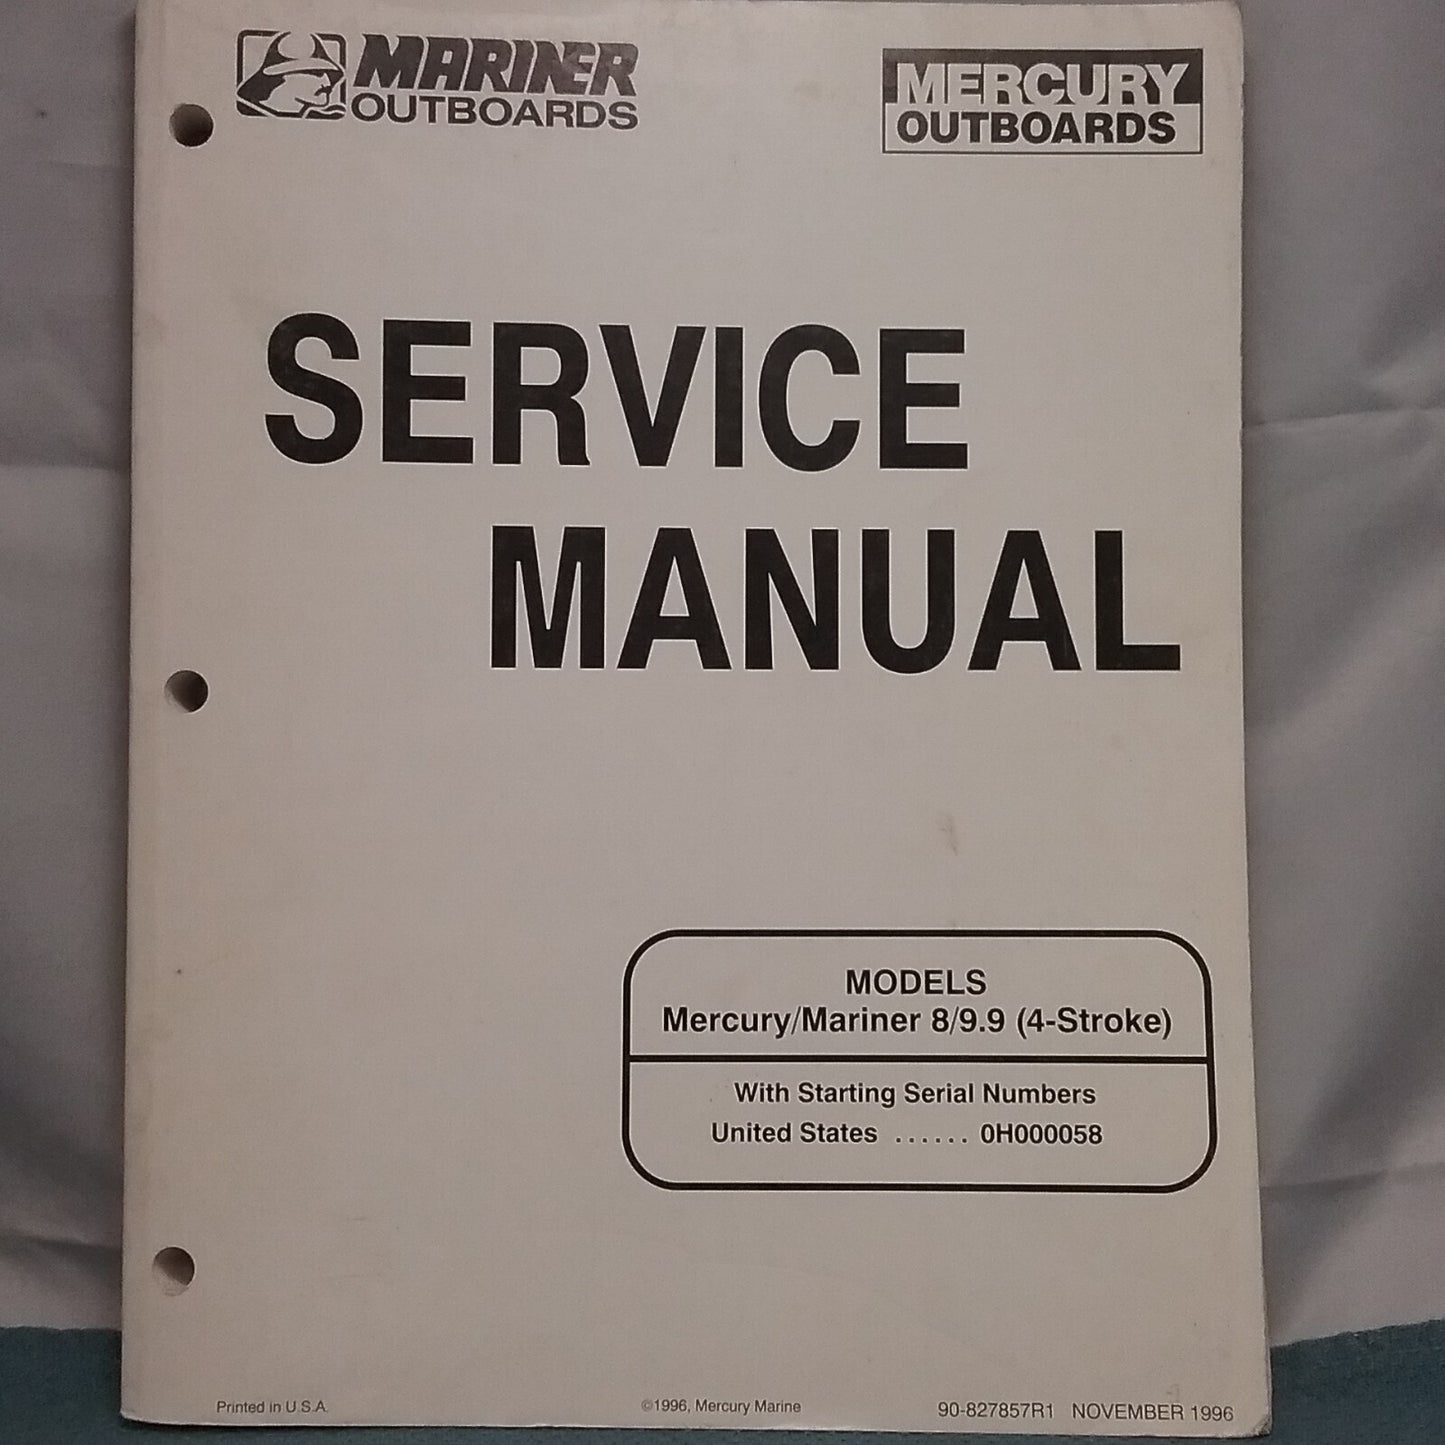 MARINER
OUTBOARDS
MERCURY
OUTBOARDS
SERVICE
MANUAL
MODELS
Mercury/Mariner 8/9.9 (4-Stroke)
With Starting Serial Numbers
United States ...... 0H000058
Printed in U.S.A.
©1996, Mercury Marine
90-827857R1 NOVEMBER 1996